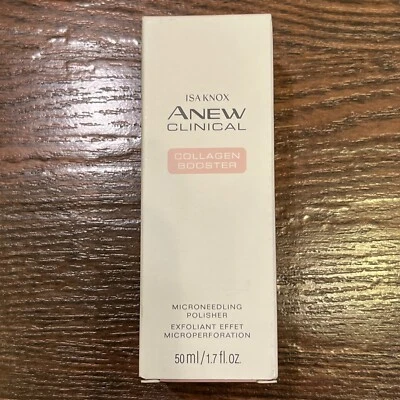 ISA KNOX
ANEW
CLINICAL
COLLAGEN
BOOSTER
MICRONEEDLING
POLISHER
EXFOLIANT EFFET
MICROPERFORATION
50 ml/1.7 fl.oz.